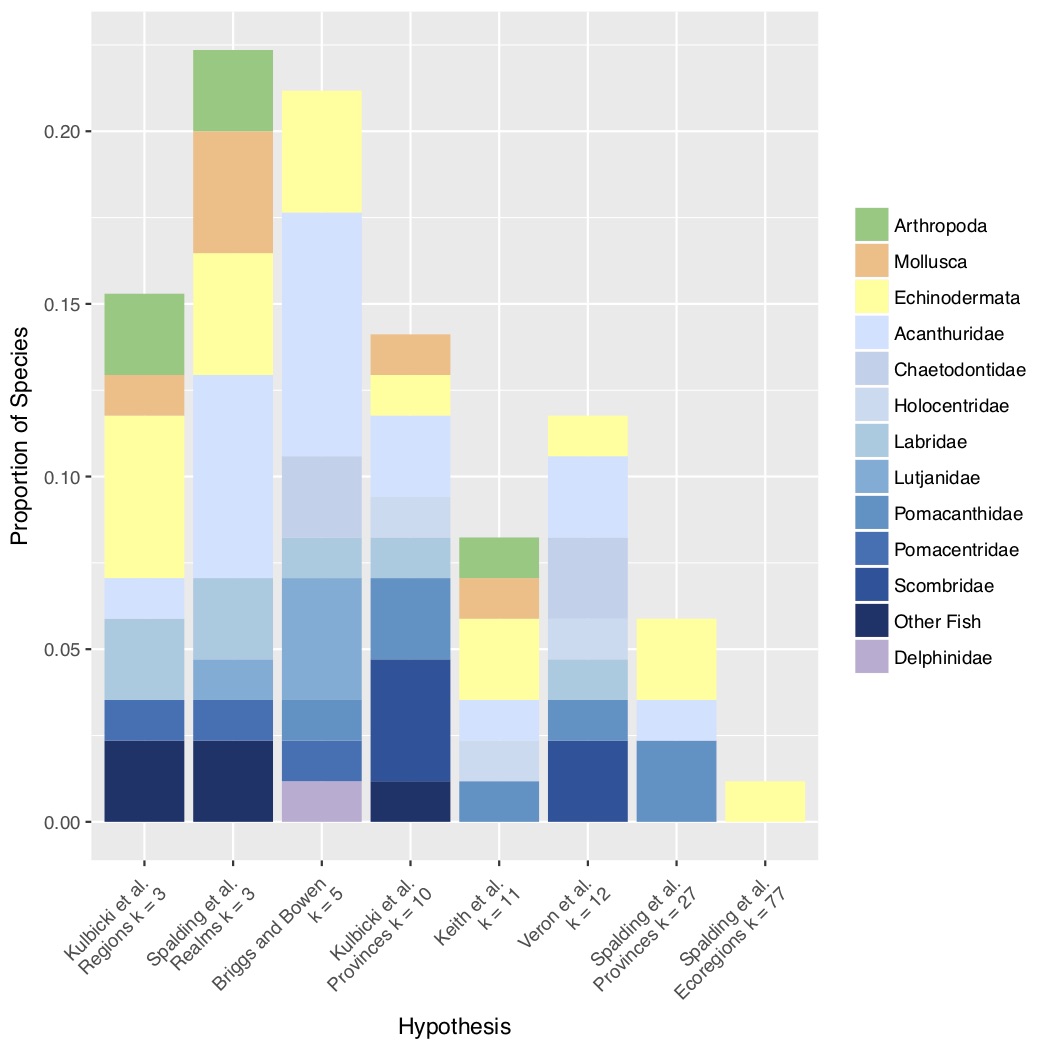 Proportion of Species
0.20
0.15
0.10
0.05
0.00
Kulbicki et al.
Regions k = 3
Spalding et al.
Realms k = 3
Briggs and Bowen
k = 5
Kulbicki et al.
Provinces k = 10
Keith et al.
k = 11
Veron et al.
k = 12
Spalding et al.
Provinces k = 27
Spalding et al.
Ecoregions k = 77
Hypothesis
Arthropoda
Mollusca
Echinodermata
Acanthuridae
Chaetodontidae
Holocentridae
Labridae
Lutjanidae
Pomacanthidae
Pomacentridae
Scombridae
Other Fish
Delphinidae